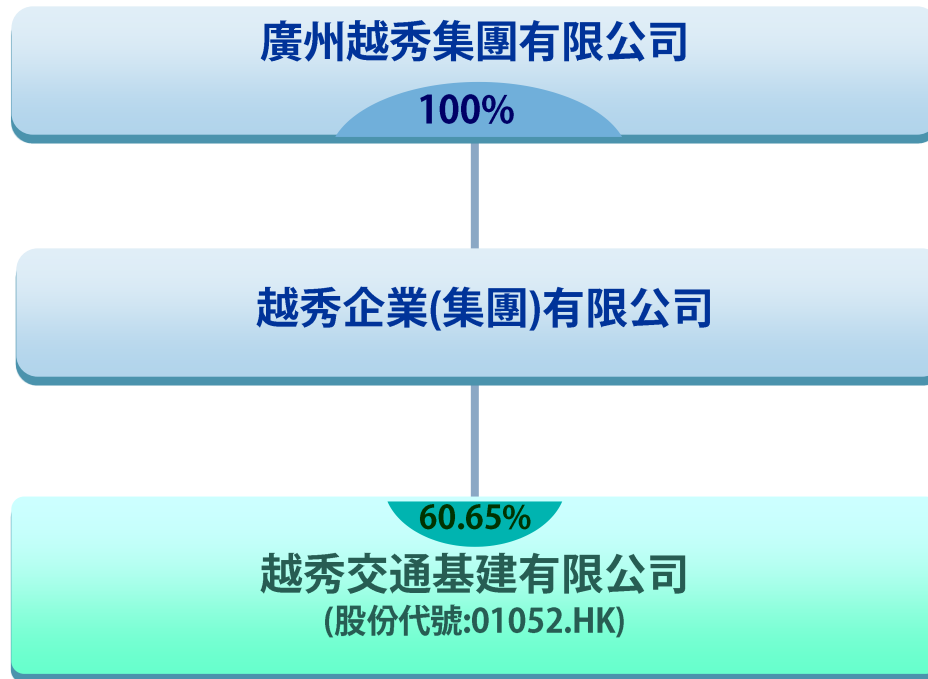 廣州越秀集團有限公司
100%
越秀企業(集團)有限公司
60.65%
越秀交通基建有限公司
(股份代號:01052.HK)